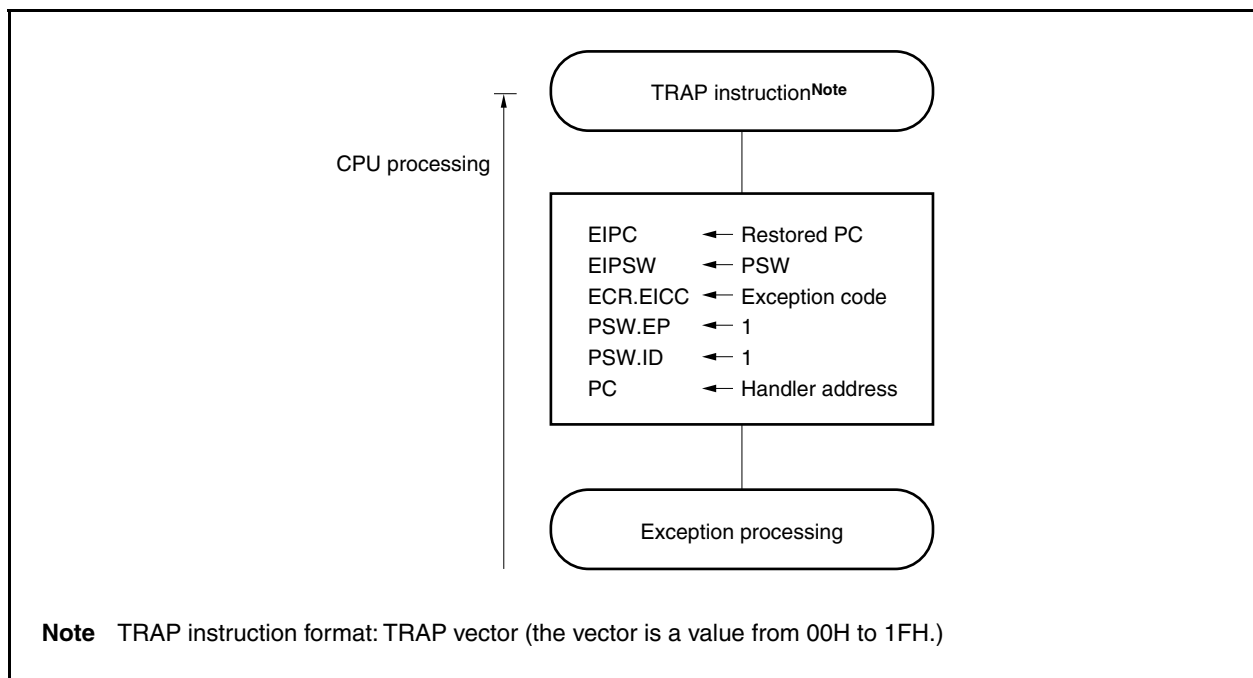 TRAP instructionNote
CPU processing
EIPC ← Restored PC
EIPSW ← PSW
ECR.EICC ← Exception code
PSW.EP ← 1
PSW.ID ← 1
PC ← Handler address
Exception processing
Note TRAP instruction format: TRAP vector (the vector is a value from 00H to 1FH.)